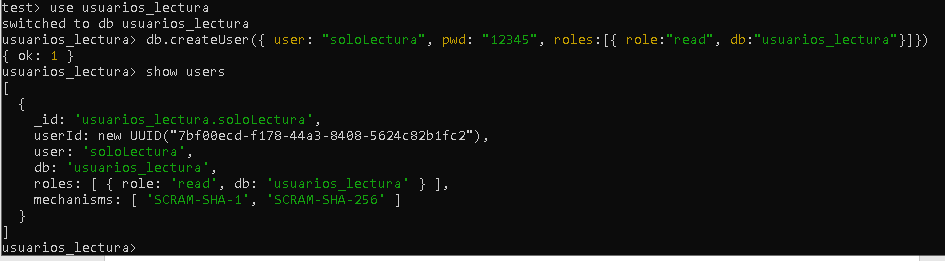 test> use usuarios_lectura
switched to db usuarios_lectura
usuarios_lectura> db.createUser({ user: "soloLectura", pwd: "12345", roles:[{ role:"read", db:"usuarios_lectura"}]})
{ ok: 1 }
usuarios_lectura> show users
[
  {
    _id: 'usuarios_lectura.soloLectura',
    userId: new UUID("7bf00ecd-f178-44a3-8408-5624c82b1fc2"),
    user: 'soloLectura',
    db: 'usuarios_lectura',
    roles: [ { role: 'read', db: 'usuarios_lectura' } ],
    mechanisms: [ 'SCRAM-SHA-1', 'SCRAM-SHA-256' ]
  }
]
usuarios_lectura>